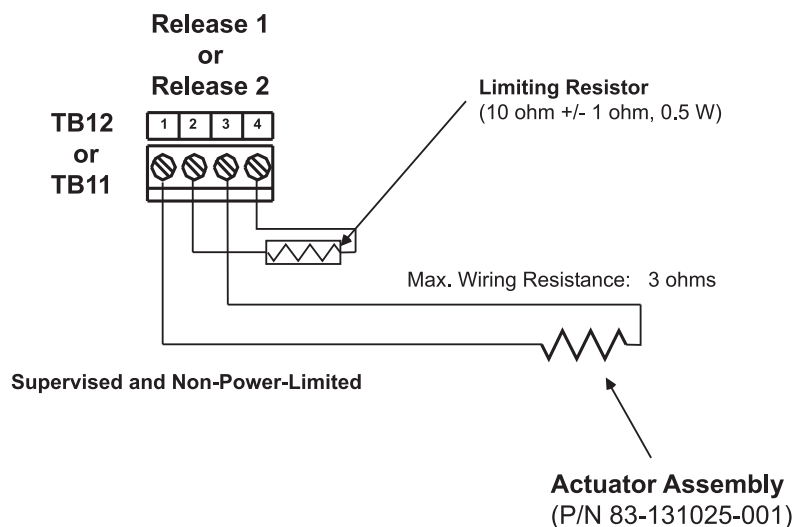 Release 1
or
Release 2
Limiting Resistor
(10 ohm +/- 1 ohm, 0.5 W)
TB12
or
TB11
1 2 3 4
Max. Wiring Resistance: 3 ohms
Supervised and Non-Power-Limited
Actuator Assembly
(P/N 83-131025-001)